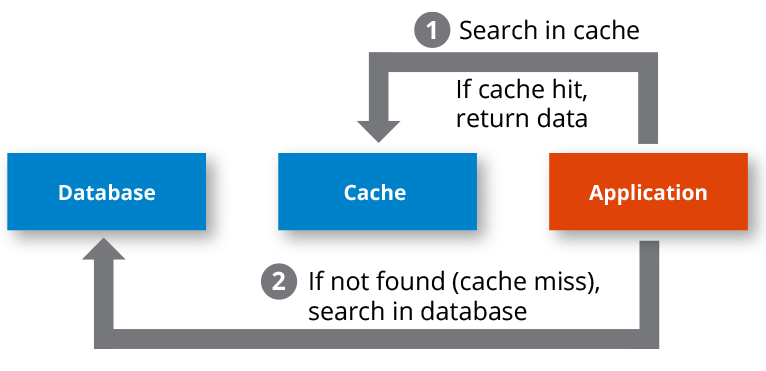 1 Search in cache
If cache hit,
return data
Database
Cache
Application
2 If not found (cache miss),
search in database